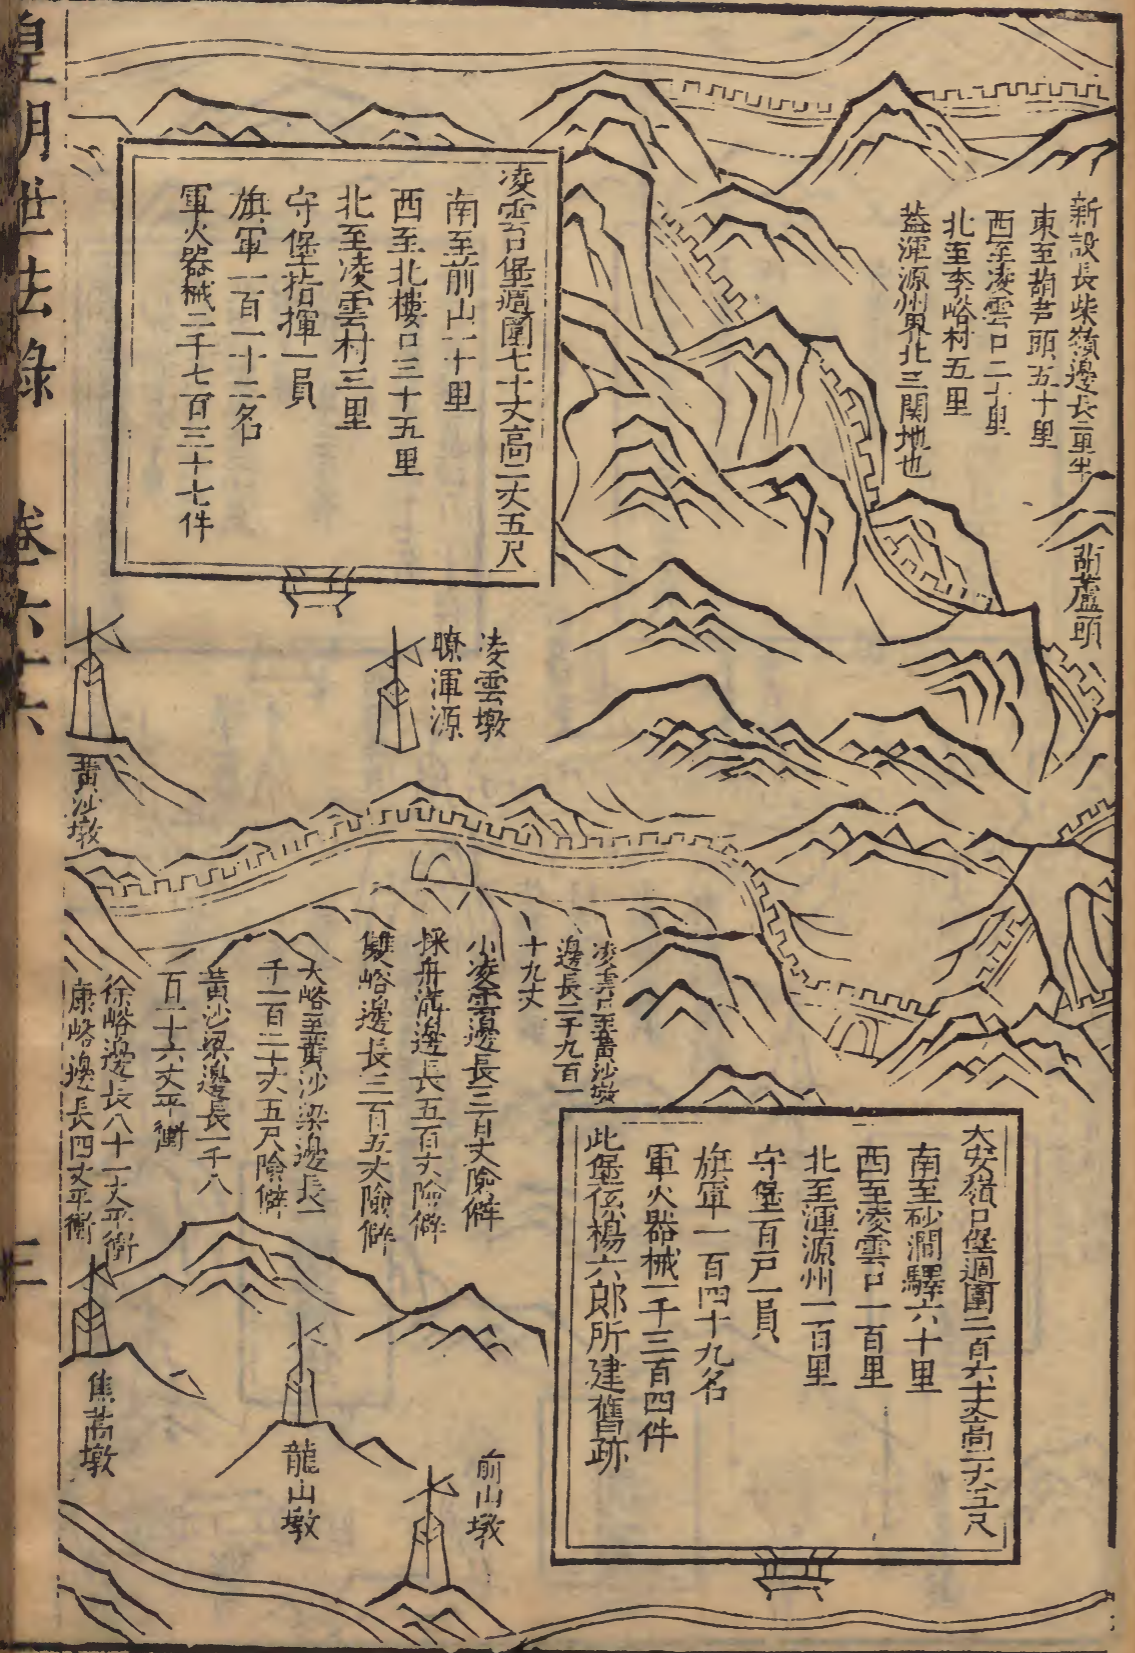 皇明世法錄
卷六十六
三
新設長柴嶺邊長二里半
東至葫芦頭五十里
西至凌雲口二十里
北至李峪村五里
葢渾源州界北三関地也
葫蘆頭
凌雲口堡週圍七十丈高二丈五尺
南至前山一十里
西至北樓口三十五里
北至凌雲村三里
守堡指揮一員
旗軍一百一十二名
軍火器械二千七百三十七件
凌雲墩
瞭渾源
黃沙墩
凌雲口至黃沙墩
邊長二千九百一
十九丈
小凌雲邊長三百丈險僻
採舟溝邊長五百丈險僻
雙峪邊長三百五丈險僻
大峪至黃沙梁邊長一
千一百二十丈五尺險僻
黃沙梁邊長一千八
百一十六丈平衝
徐峪邊長八十一丈平衝
康峪邊長四丈平衝
大安嶺口堡週圍二百六十丈高二丈五尺
南至砂澗驛六十里
西至凌雲口一百里
北至渾源州一百里
守堡百戸一員
旗軍一百四十九名
軍火器械一千三百四件
此堡係楊六郎所建舊跡
焦蒿墩
龍山墩
前山墩